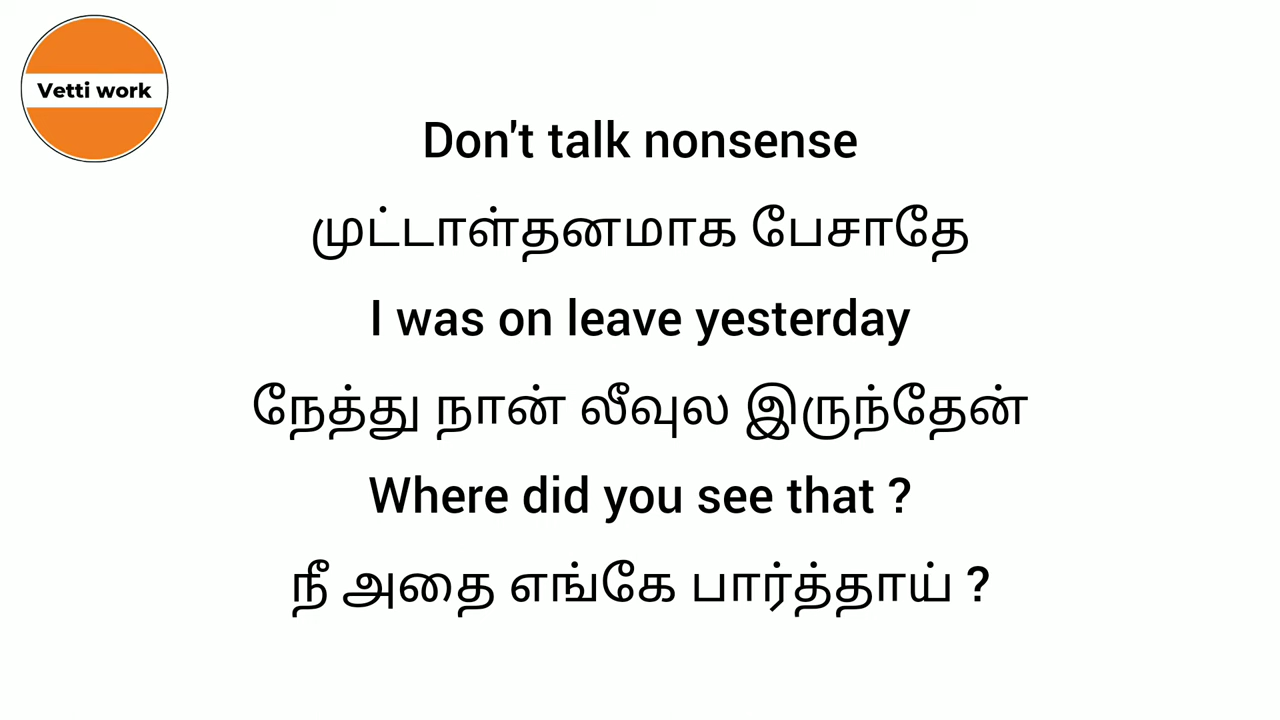 Vetti work
Don't talk nonsense
முட்டாள்தனமாக பேசாதே
I was on leave yesterday
நேத்து நான் லீவுல இருந்தேன்
Where did you see that ?
நீ அதை எங்கே பார்த்தாய் ?